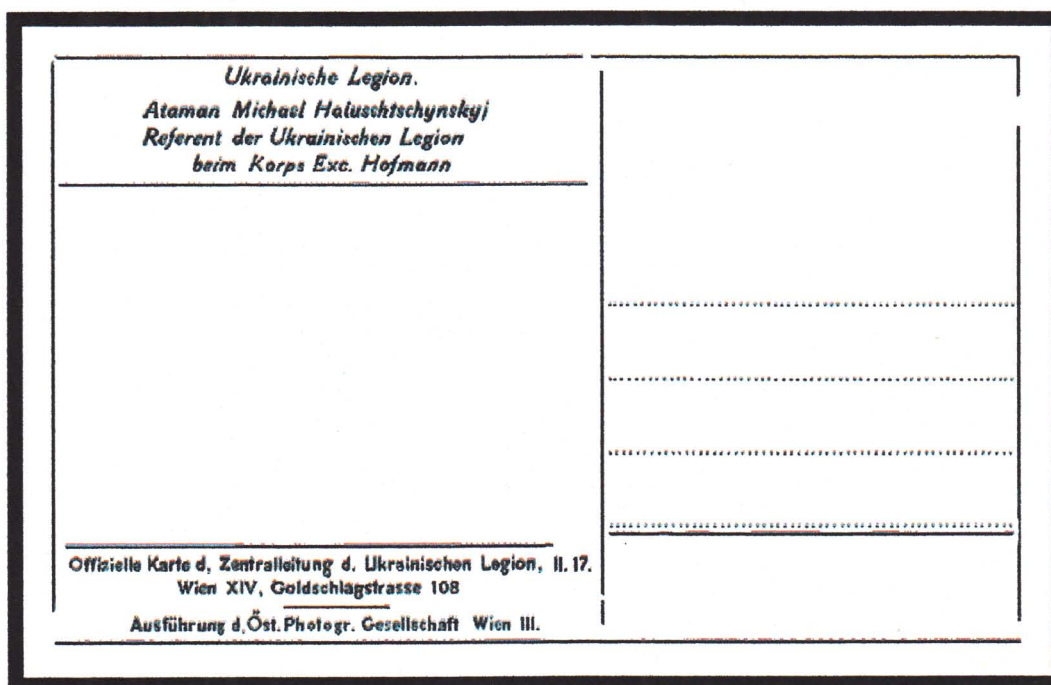 Ukrainische Legion.
Ataman Michael Haluschtschynskyj
Referent der Ukrainischen Legion
beim Korps Exc. Hofmann
Offizielle Karte d, Zentralleitung d. Ukrainischen Legion, II. 17.
Wien XIV, Goldschlagstrasse 108
Ausführung d, Öst. Photogr. Gesellschaft Wien III.